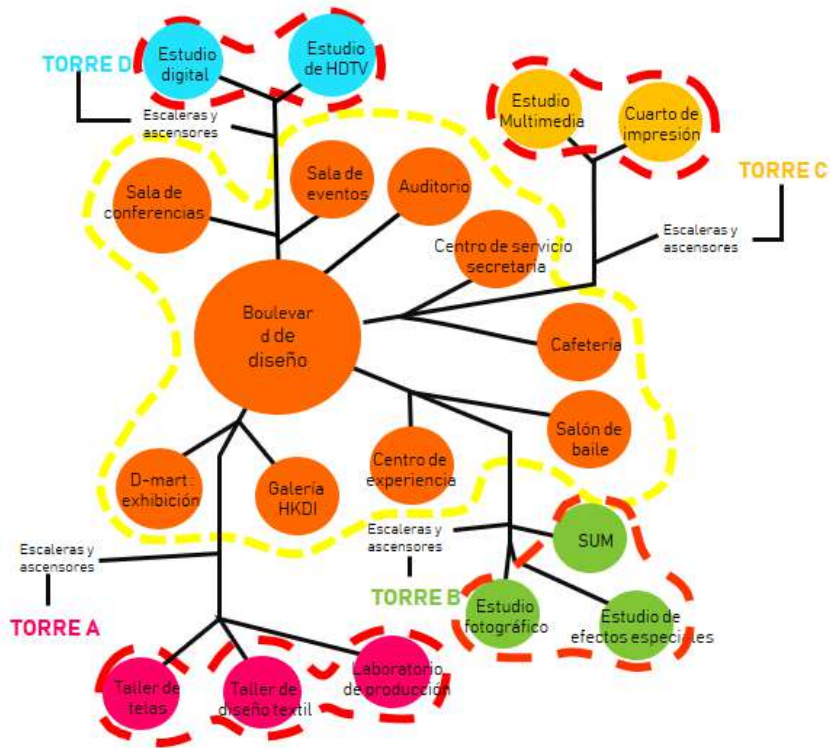 Estudio
digital
Estudio
de HDTV
TORRE D
Escaleras y
ascensores
Estudio
Multimedia
Cuarto de
impresión
TORRE C
Escaleras y
ascensores
Sala de
conferencias
Sala de
eventos
Auditorio
Centro de servicio
secretaria
Boulevar
d de
diseño
Cafetería
Salón de
baile
Centro de
experiencia
D-mart:
exhibición
Galería
HKDI
Escaleras y
ascensores
TORRE A
Escaleras y
ascensores
TORRE B
SUM
Estudio
fotográfico
Estudio de
efectos especiales
Taller de
telas
Taller de
diseño textil
Laboratorio
de producción